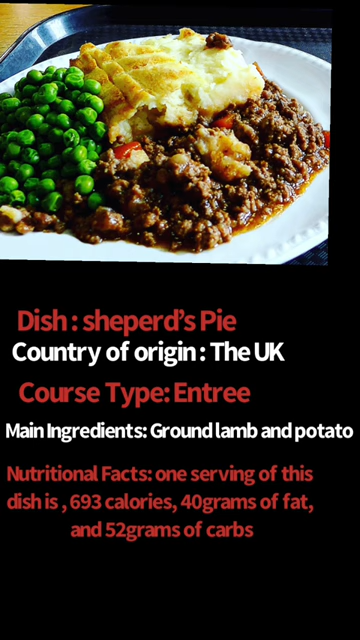 Dish : sheperd's Pie
Country of origin : The UK
Course Type: Entree
Main Ingredients: Ground lamb and potato
Nutritional Facts: one serving of this
dish is , 693 calories, 40grams of fat,
and 52grams of carbs